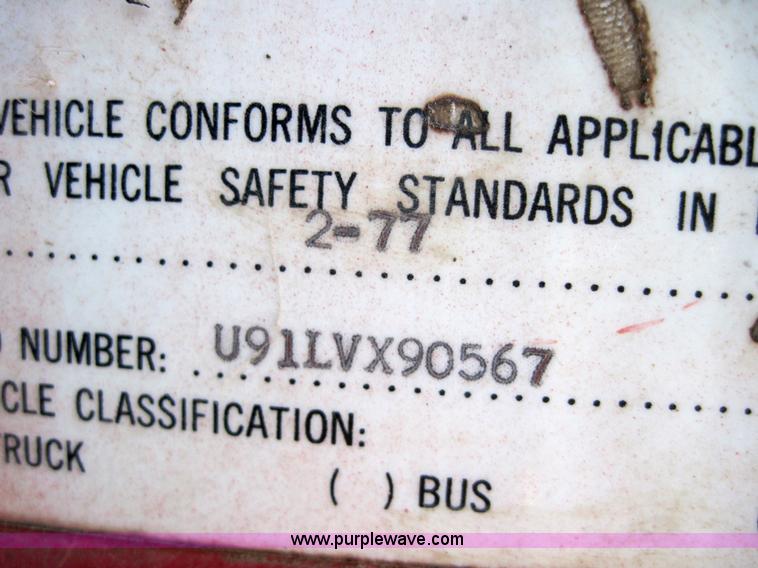 VEHICLE CONFORMS TO ALL APPLICABL
R VEHICLE SAFETY STANDARDS IN
2-77
NUMBER: U91LVX90567
CLE CLASSIFICATION:
TRUCK
( ) BUS
www.purplewave.com